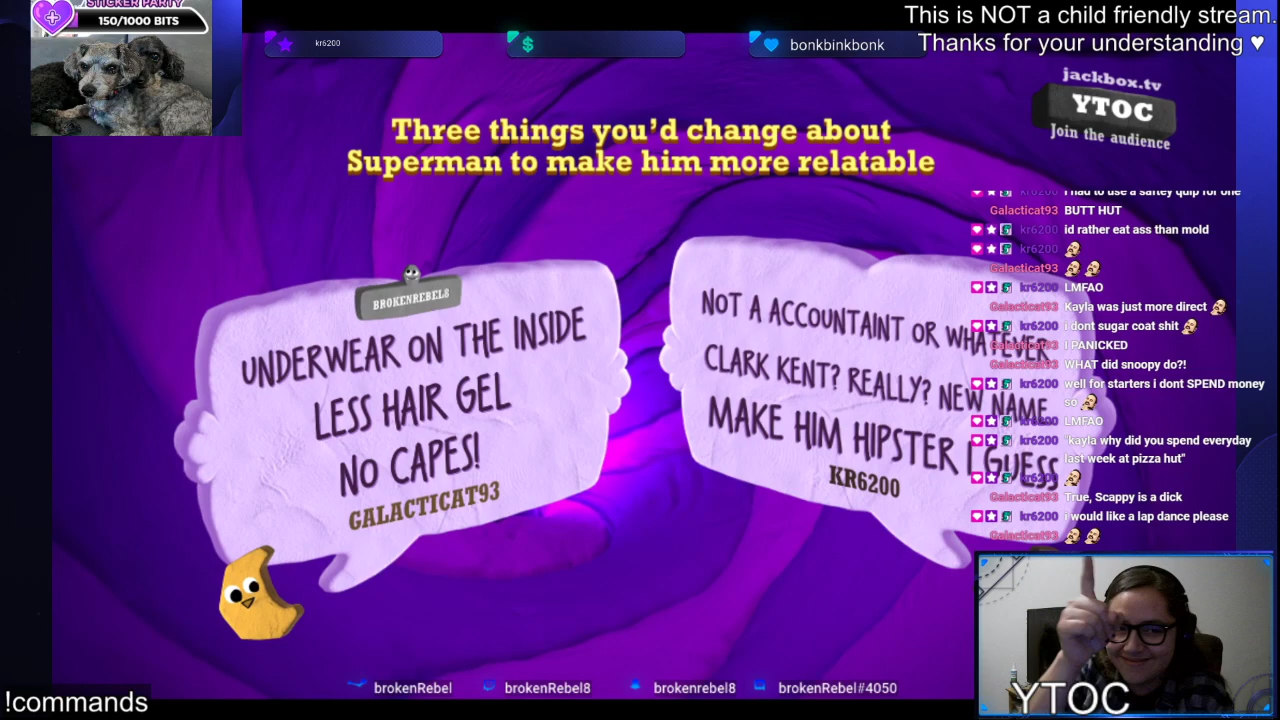 STICKER PARTY
150/1000 BITS
kr6200
bonkbinkbonk
This is NOT a child friendly stream.
Thanks for your understanding ♥
jackbox.tv
YTOC
Join the audience
Three things you'd change about
Superman to make him more relatable
BROKENREBEL8
UNDERWEAR ON THE INSIDE
LESS HAIR GEL
NO CAPES!
GALACTICAT93
NOT A ACCOUNTAINT OR WHATEVER
CLARK KENT? REALLY? NEW NAME
MAKE HIM HIPSTER I GUESS
KR6200
kr6200 I had to use a saftey quip for one
Galacticat93 BUTT HUT
kr6200 id rather eat ass than mold
kr6200
Galacticat93
kr6200 LMFAO
Galacticat93 Kayla was just more direct
kr6200 i dont sugar coat shit
Galacticat93 I PANICKED
Galacticat93 WHAT did snoopy do?!
kr6200 well for starters i dont SPEND money
so
kr6200 LMFAO
kr6200 "kayla why did you spend everyday
last week at pizza hut"
kr6200
Galacticat93 True, Scappy is a dick
kr6200 i would like a lap dance please
Galacticat93
YTOC
!commands
brokenRebel
brokenRebel8
brokenrebel8
brokenRebel#4050